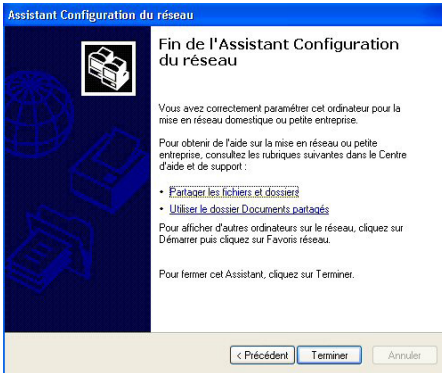 Assistant Configuration du réseau
Fin de l'Assistant Configuration
du réseau
Vous avez correctement paramétrer cet ordinateur pour la
mise en réseau domestique ou petite entreprise.
Pour obtenir de l'aide sur la mise en réseau ou petite
entreprise, consultez les rubriques suivantes dans le Centre
d'aide et de support :
• Partager les fichiers et dossiers
• Utiliser le dossier Documents partagés
Pour afficher d'autres ordinateurs sur le réseau, cliquez sur
Démarrer puis cliquez sur Favoris réseau.
Pour fermer cet Assistant, cliquez sur Terminer.
< Précédent
Terminer
Annuler